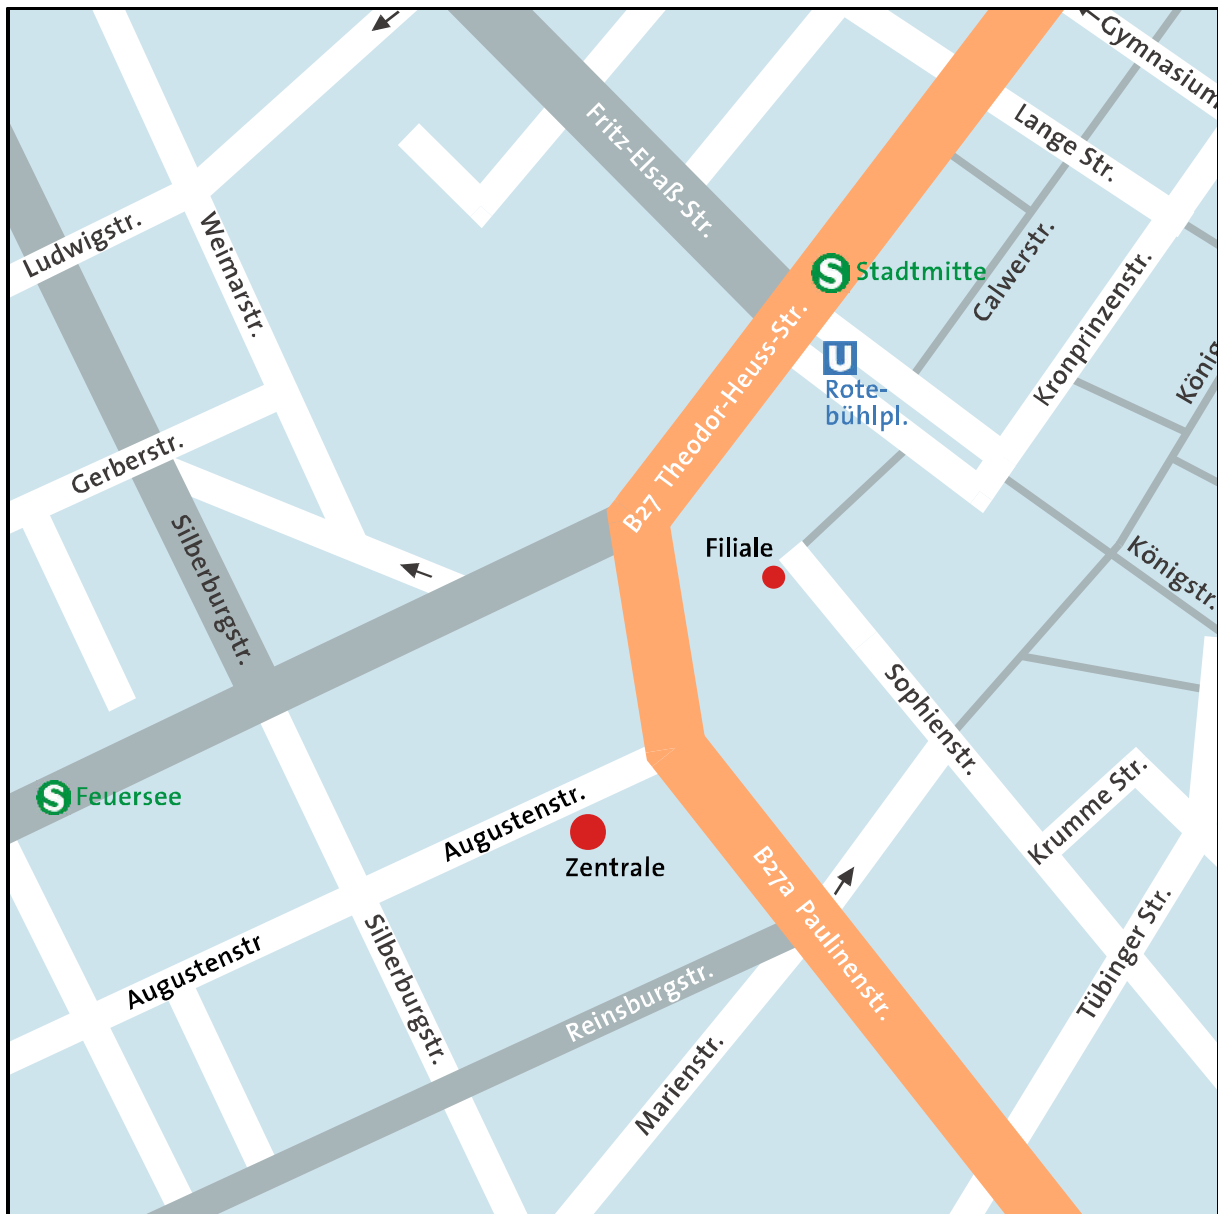 Gymnasium
Lange Str.
Fritz-Elsaß-Str.
Ludwigstr.
Weimarstr.
S Stadtmitte
Calwerstr.
Kronprinzenstr.
König
U
Rote-
bühlpl.
B27 Theodor-Heuss-Str.
Gerberstr.
Silberburgstr.
Filiale
Königstr.
Sophienstr.
S Feuersee
Augustenstr.
Zentrale
Krumme Str.
B27a Paulinenstr.
Tübinger Str.
Augustenstr
Silberburgstr.
Reinsburgstr.
Marienstr.